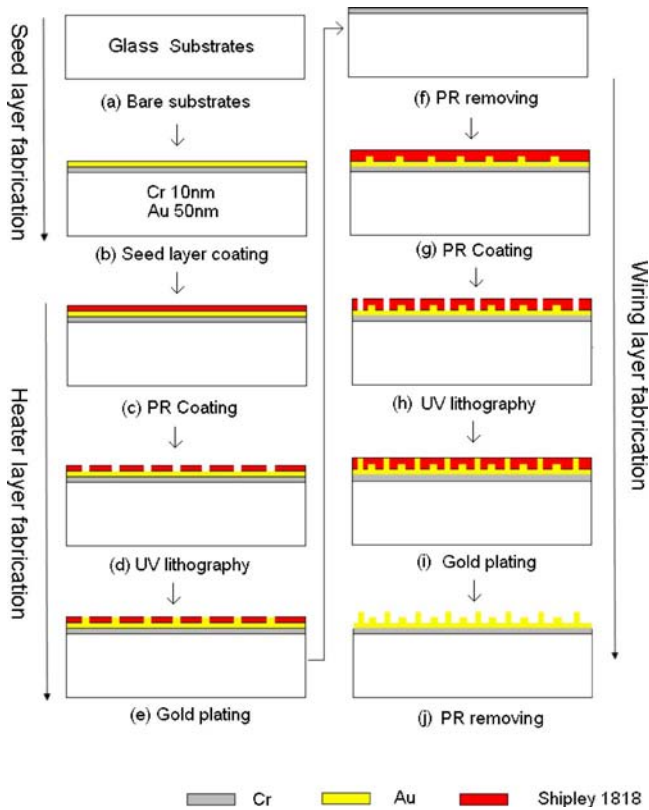 Seed layer fabrication
Glass Substrates
(a) Bare substrates
Cr 10nm
Au 50nm
(b) Seed layer coating
Heater layer fabrication
(c) PR Coating
(d) UV lithography
(e) Gold plating
(f) PR removing
Wiring layer fabrication
(g) PR Coating
(h) UV lithography
(i) Gold plating
(j) PR removing
Cr
Au
Shipley 1818